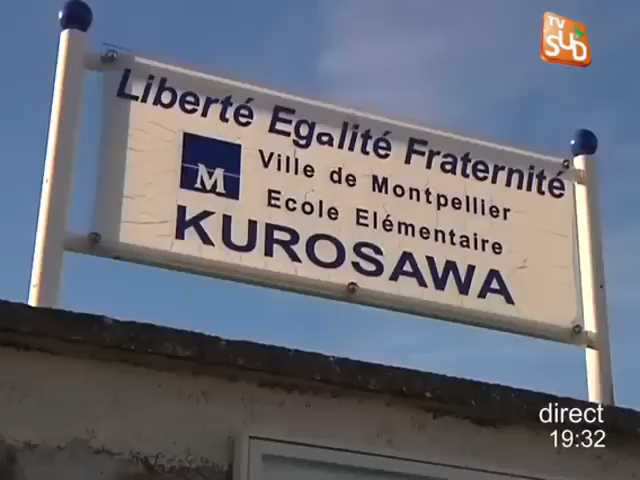 TV
SUD
Liberté Egalité Fraternité
M
Ville de Montpellier
Ecole Elémentaire
KUROSAWA
direct
19:32